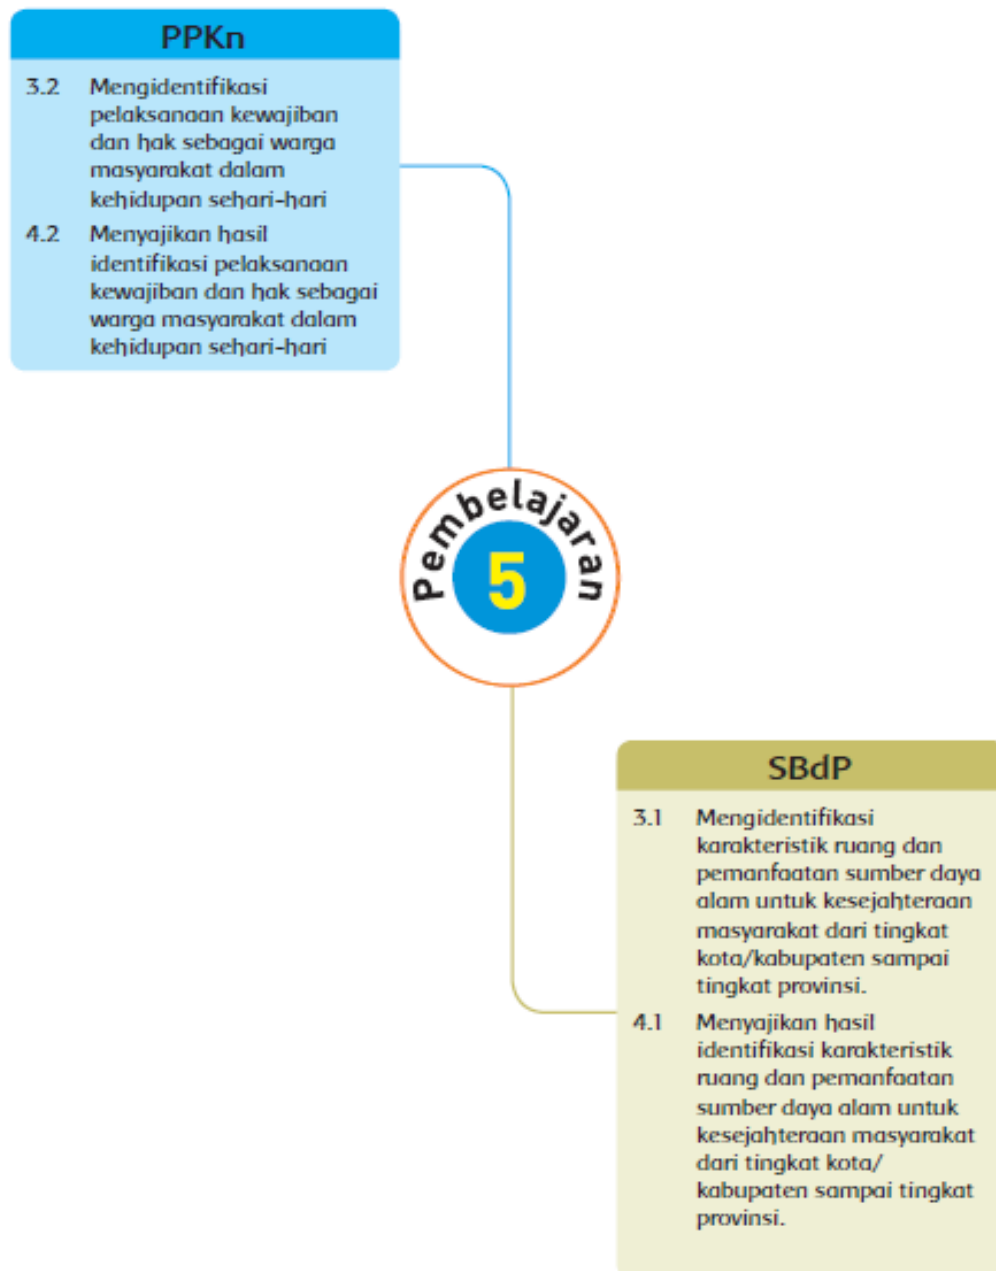 PPKn
3.2 Mengidentifikasi
pelaksanaan kewajiban
dan hak sebagai warga
masyarakat dalam
kehidupan sehari-hari
4.2 Menyajikan hasil
identifikasi pelaksanaan
kewajiban dan hak sebagai
warga masyarakat dalam
kehidupan sehari-hari
Pembelajaran
5
SBdP
3.1 Mengidentifikasi
karakteristik ruang dan
pemanfaatan sumber daya
alam untuk kesejahteraan
masyarakat dari tingkat
kota/kabupaten sampai
tingkat provinsi.
4.1 Menyajikan hasil
identifikasi karakteristik
ruang dan pemanfaatan
sumber daya alam untuk
kesejahteraan masyarakat
dari tingkat kota/
kabupaten sampai tingkat
provinsi.